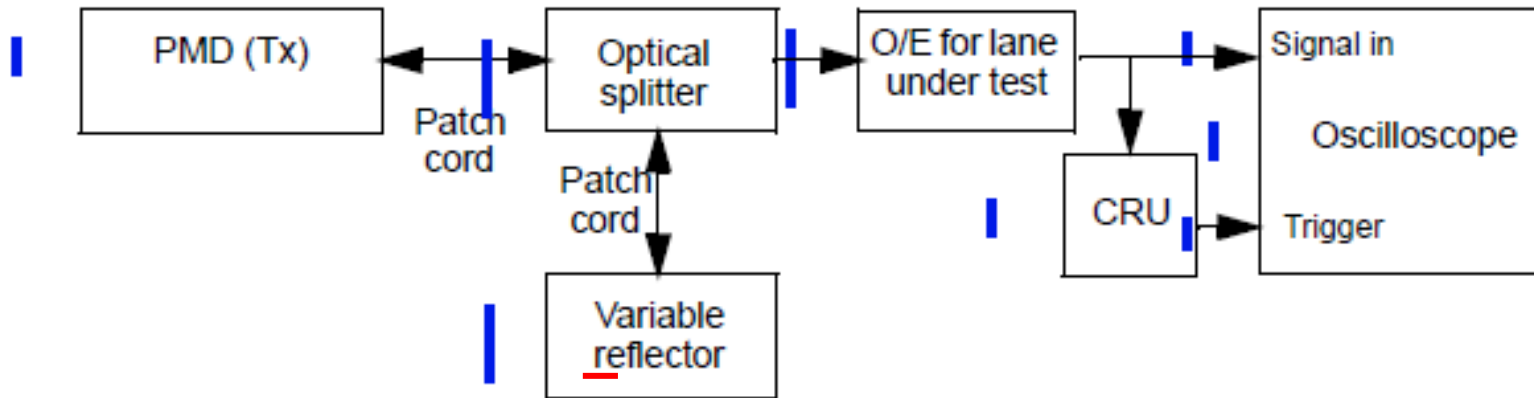 PMD (Tx)
Patch
cord
Optical
splitter
O/E for lane
under test
Signal in
Oscilloscope
Trigger
CRU
Patch
cord
Variable
reflector